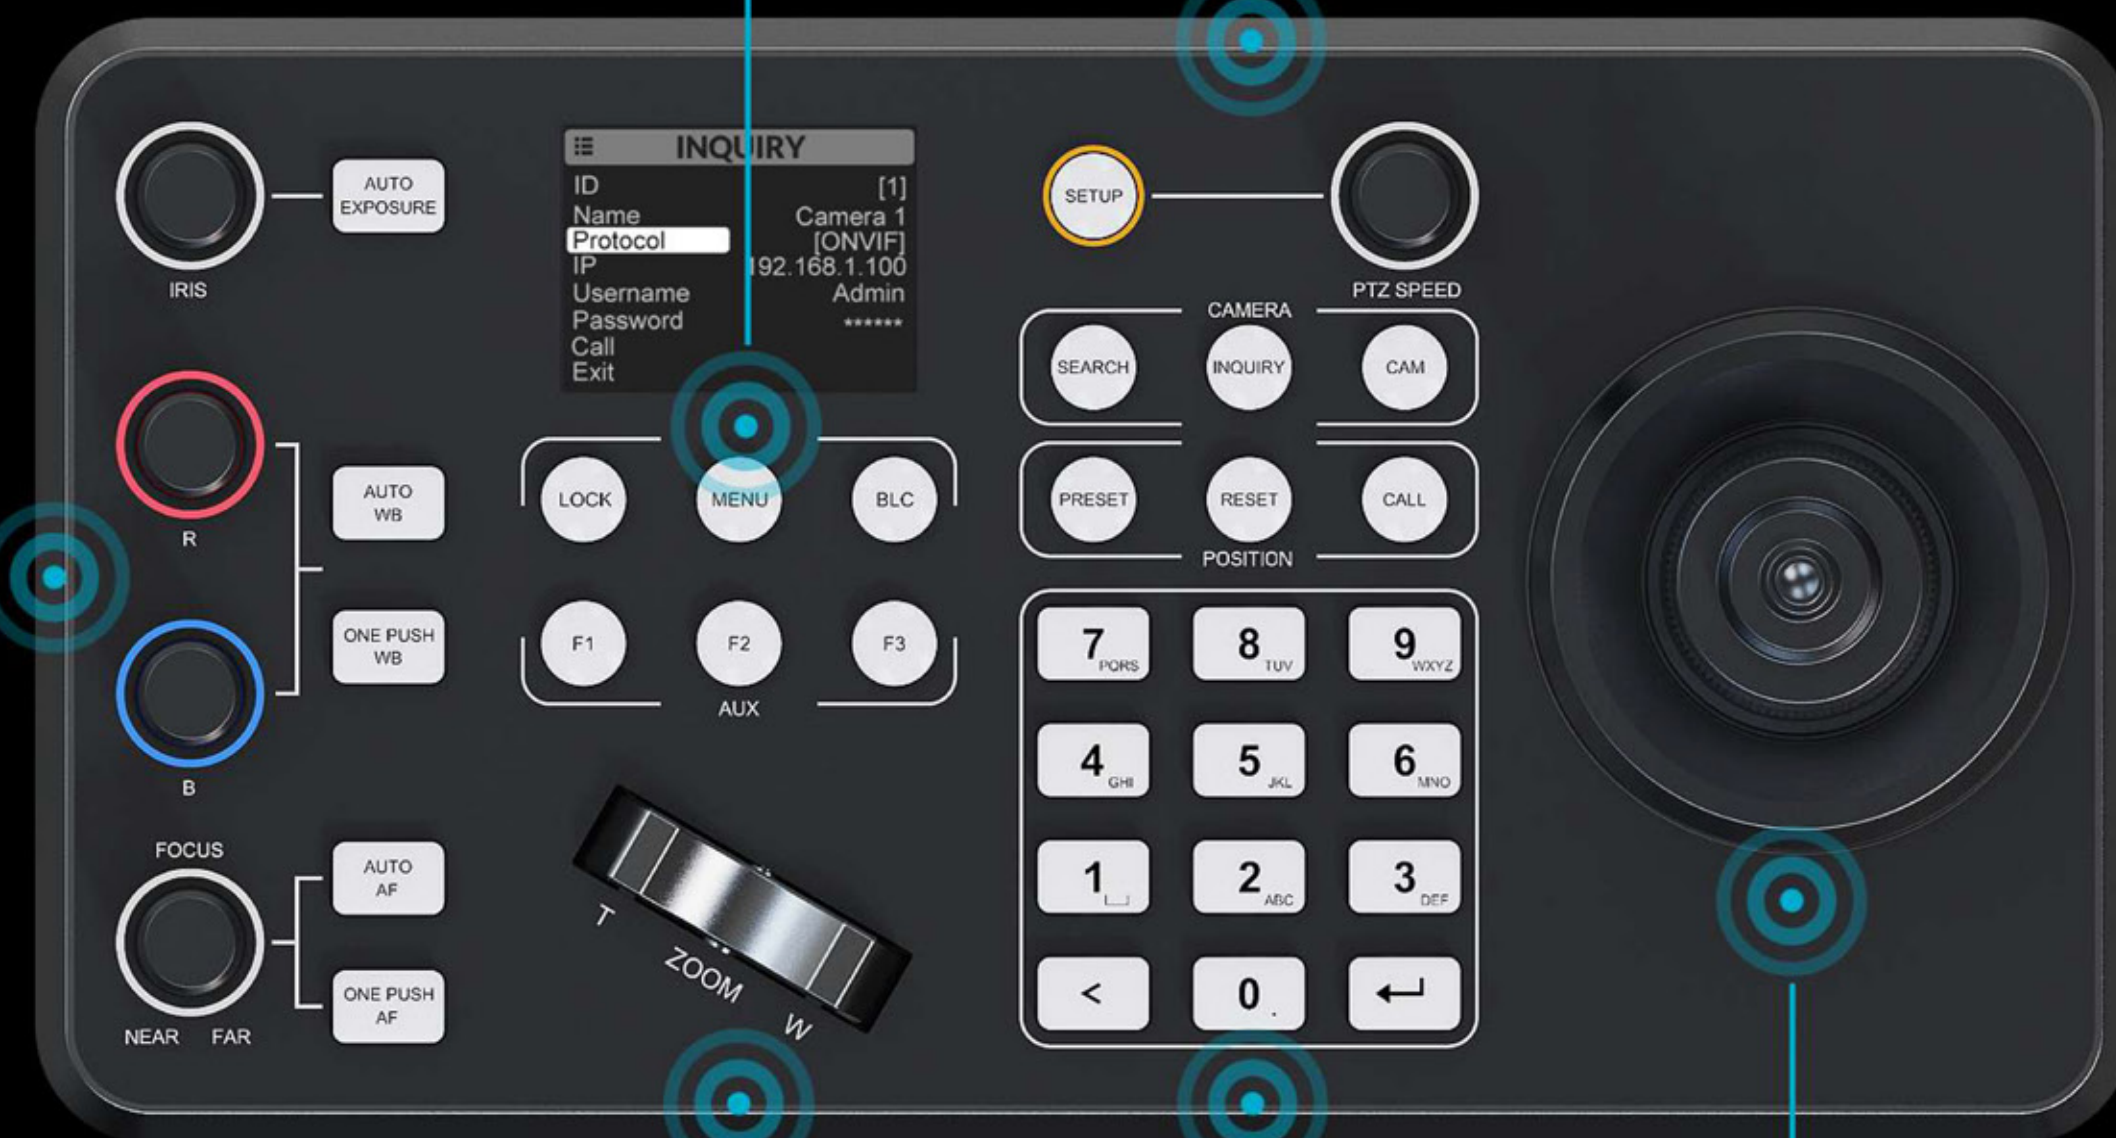 INQUIRY
ID [1]
Name Camera 1
Protocol [ONVIF]
IP 192.168.1.100
Username Admin
Password ******
Call
Exit
AUTO
EXPOSURE
IRIS
R
AUTO
WB
ONE PUSH
WB
B
FOCUS
AUTO
AF
ONE PUSH
AF
NEAR FAR
LOCK MENU BLC
F1 F2 F3
AUX
T ZOOM W
SETUP
PTZ SPEED
CAMERA
SEARCH INQUIRY CAM
PRESET RESET CALL
POSITION
7 PQRS 8 TUV 9 WXYZ
4 GHI 5 JKL 6 MNO
1 2 ABC 3 DEF
< 0 .